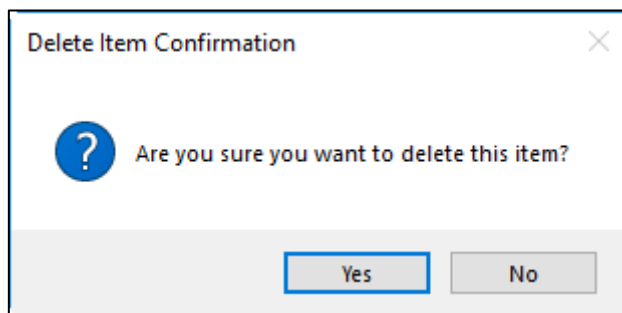 Delete Item Confirmation
Are you sure you want to delete this item?
Yes No